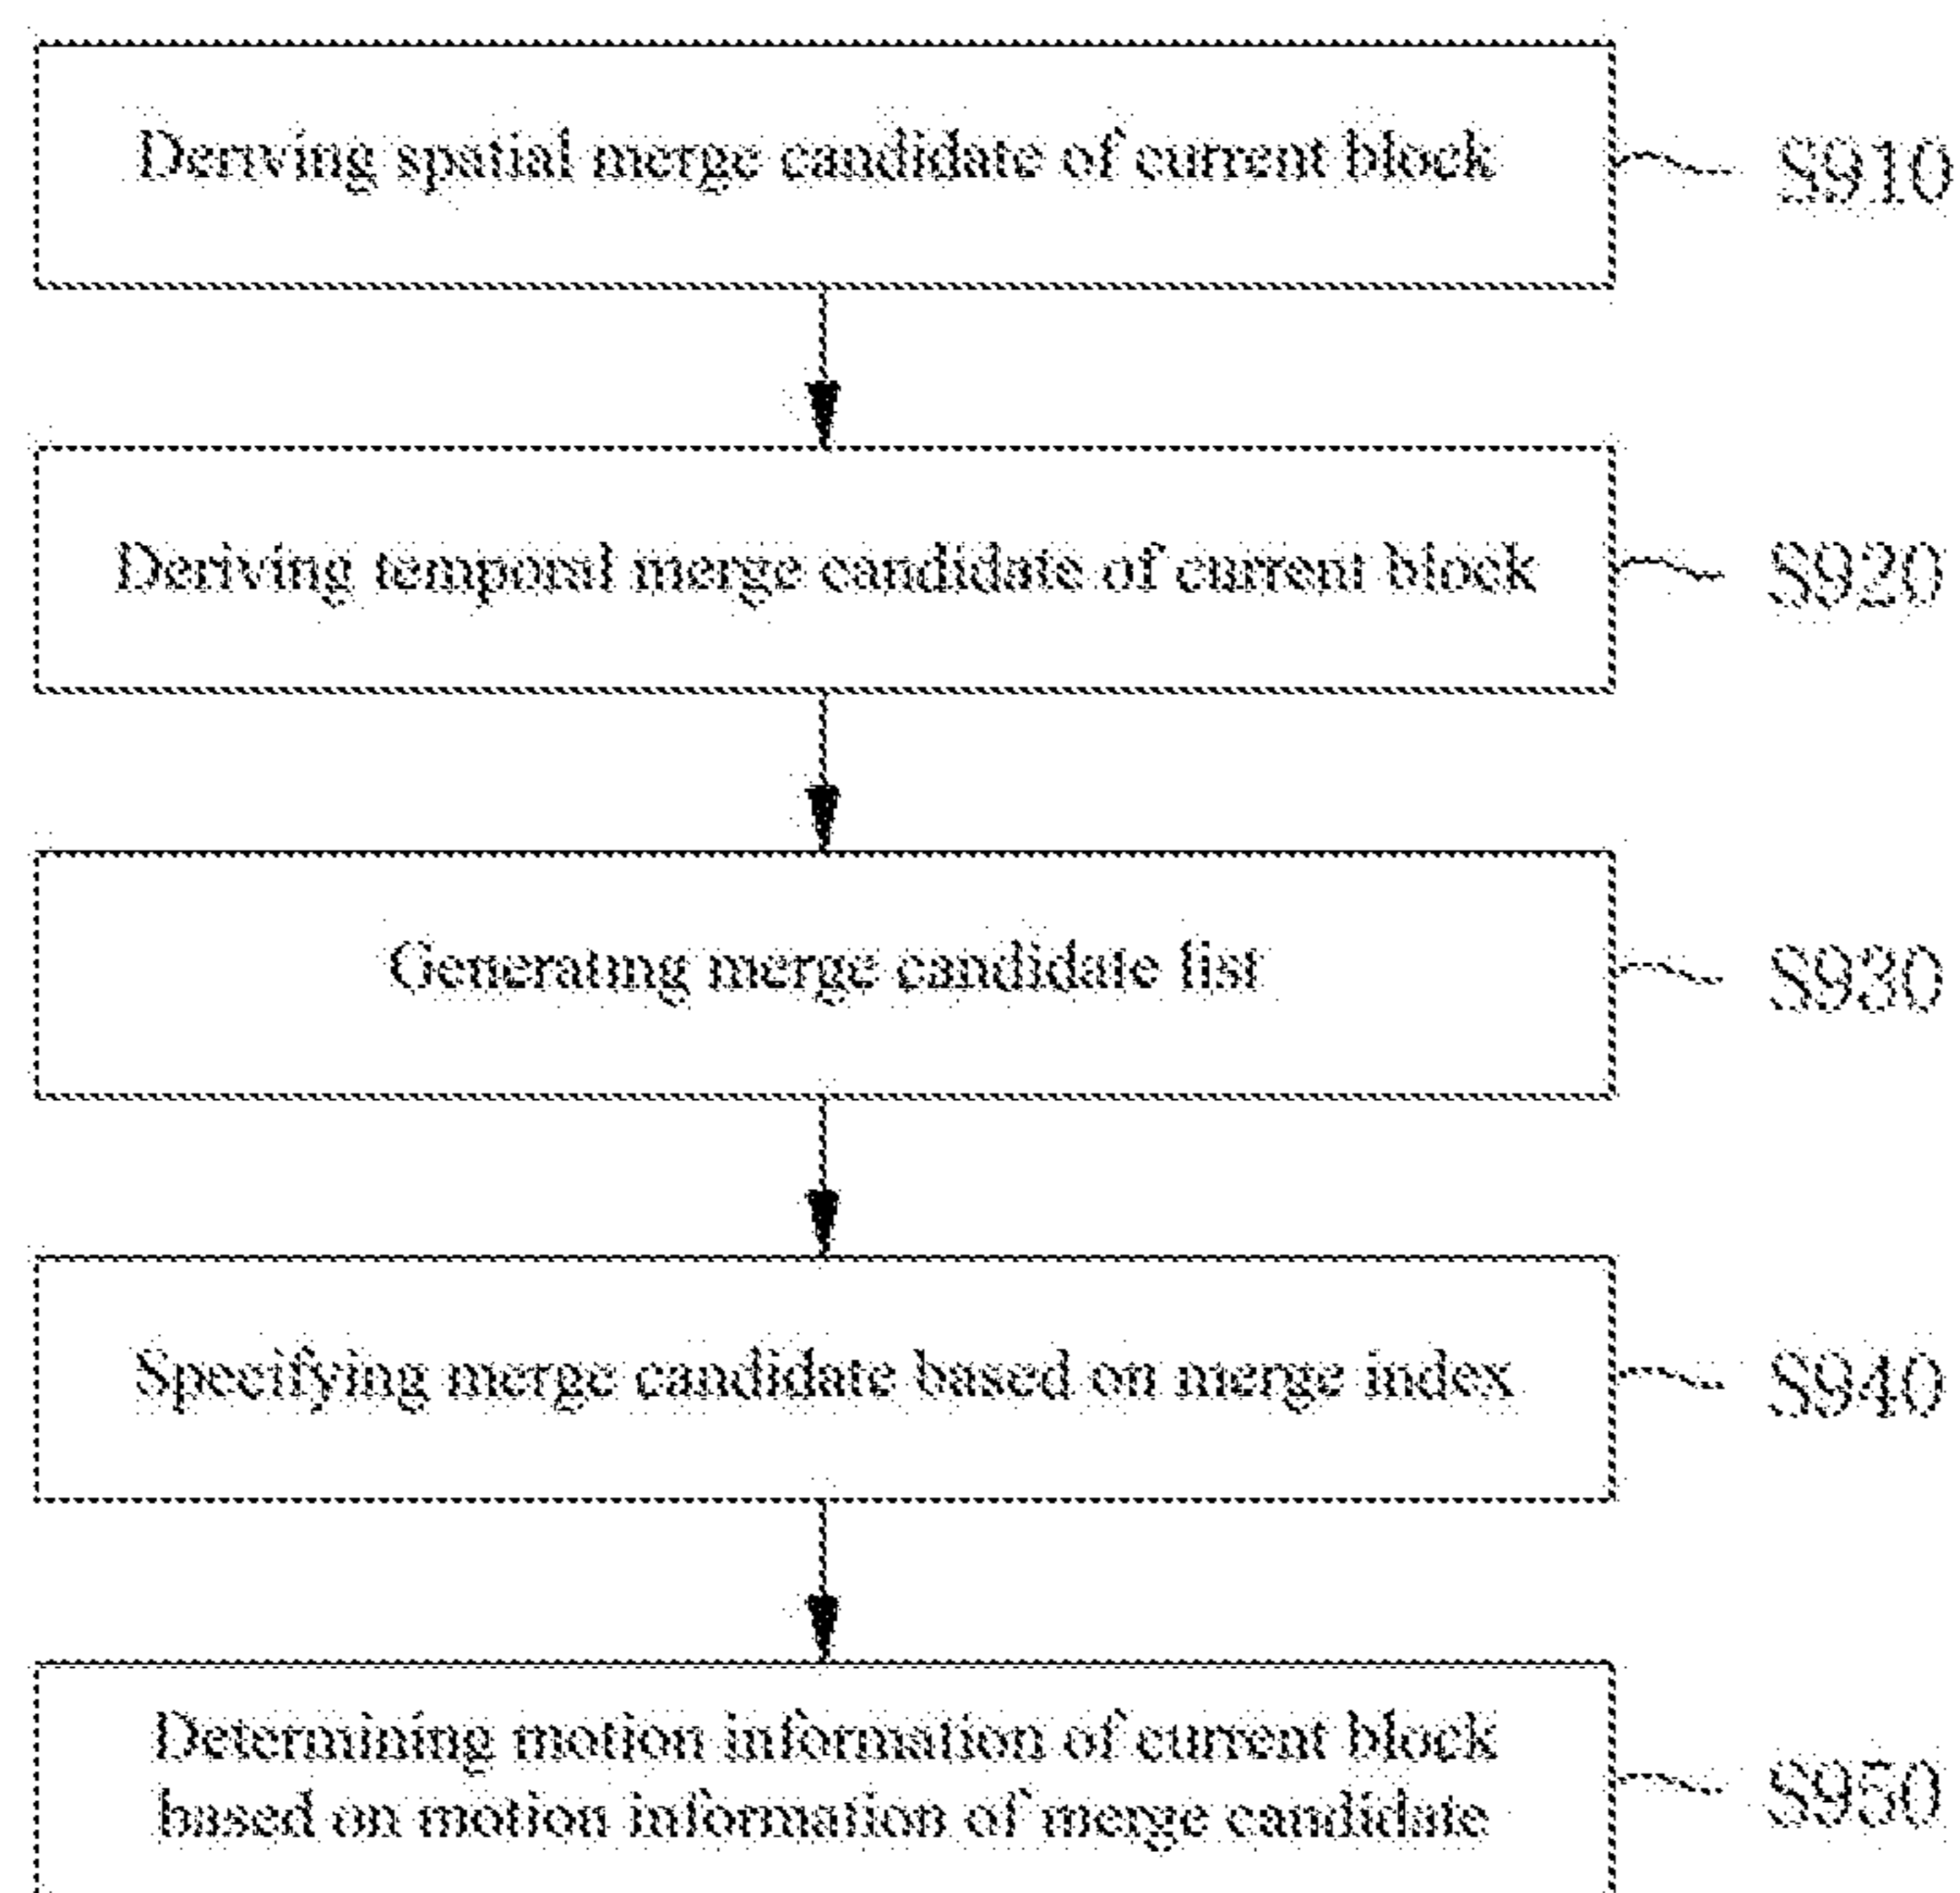 Deriving spatial merge candidate of current block
S910
Deriving temporal merge candidate of current block
S920
Generating merge candidate list
S930
Specifying merge candidate based on merge index
S940
Determining motion information of current block
based on motion information of merge candidate
S950